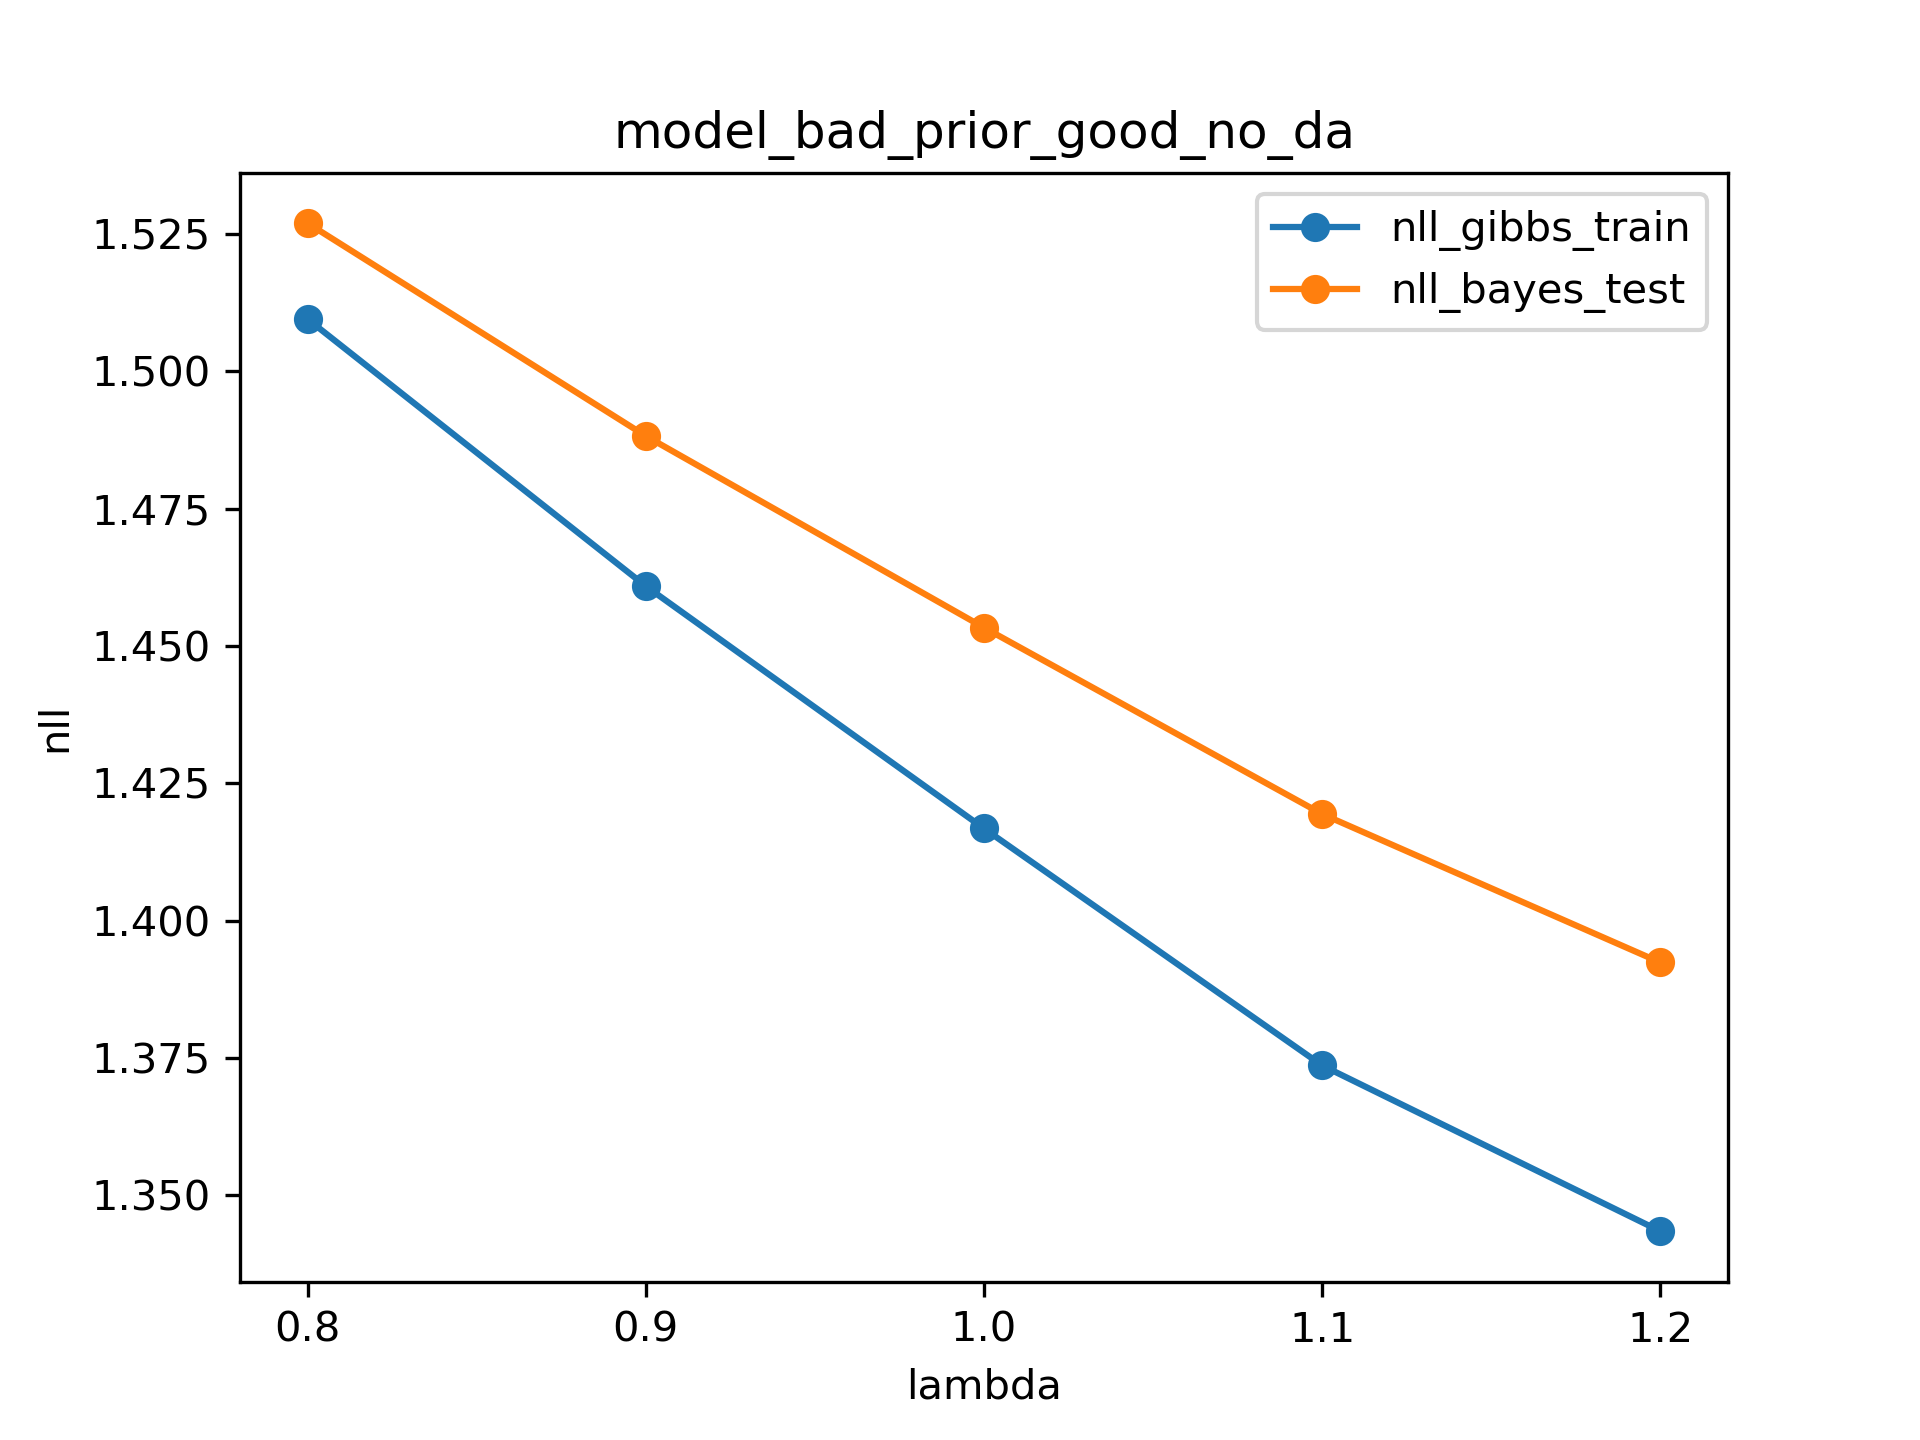 model_bad_prior_good_no_da
nll_gibbs_train
nll_bayes_test
1.525
1.500
1.475
1.450
1.425
1.400
1.375
1.350
nll
0.8 0.9 1.0 1.1 1.2
lambda